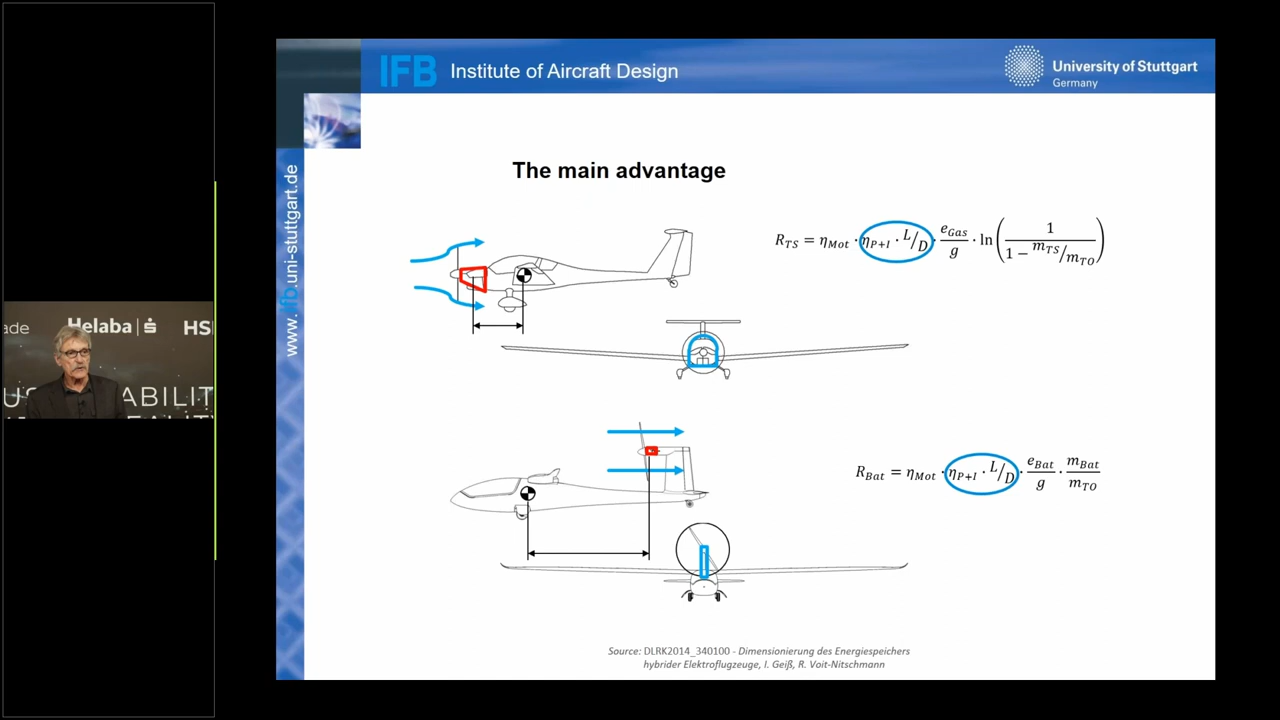 IFB Institute of Aircraft Design
University of Stuttgart
Germany
www.ifb.uni-stuttgart.de
The main advantage
R_TS = η_Mot · η_P+I · L/D · e_Gas/g · ln(1/(1 − m_TS/m_TO))
R_Bat = η_Mot · η_P+I · L/D · e_Bat/g · m_Bat/m_TO
Source: DLRK2014_340100 - Dimensionierung des Energiespeichers
hybrider Elektroflugzeuge, I. Geiß, R. Voit-Nitschmann
ade Helaba HS
ABILIT